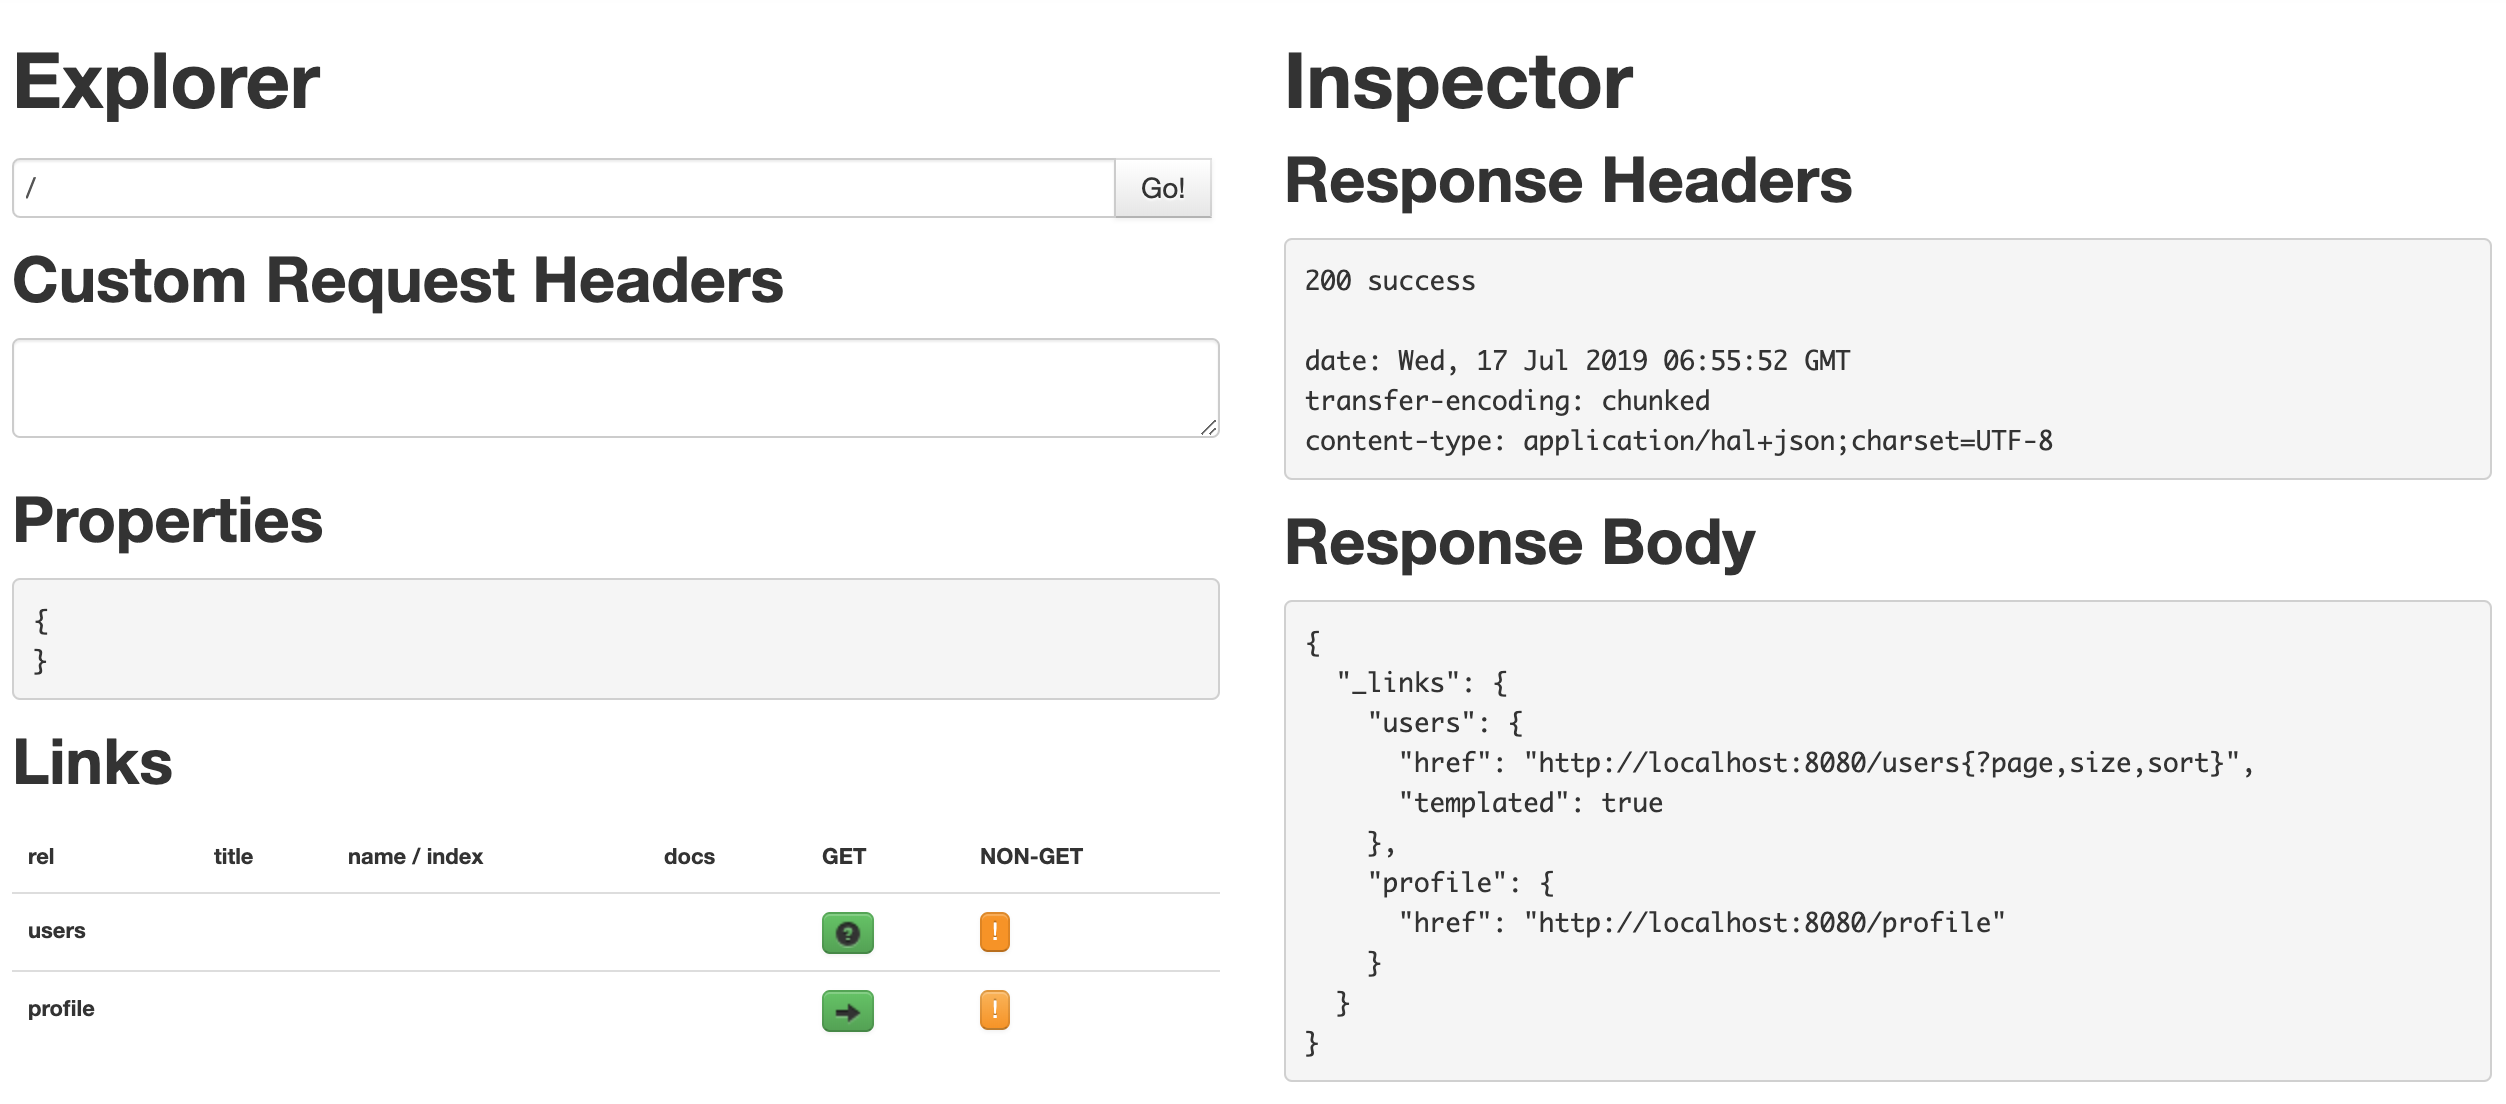 Explorer
/
Go!
Custom Request Headers
Properties
{
}
Links
rel title name / index docs GET NON-GET
users ? !
profile !
Inspector
Response Headers
200 success
date: Wed, 17 Jul 2019 06:55:52 GMT
transfer-encoding: chunked
content-type: application/hal+json;charset=UTF-8
Response Body
{
  "_links": {
    "users": {
      "href": "http://localhost:8080/users{?page,size,sort}",
      "templated": true
    },
    "profile": {
      "href": "http://localhost:8080/profile"
    }
  }
}